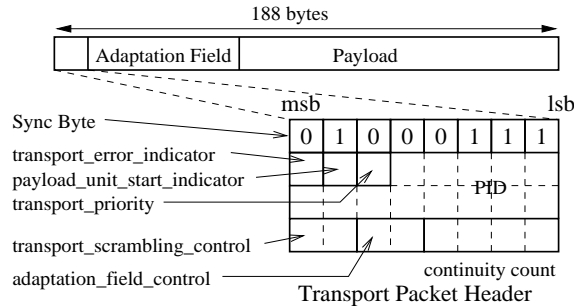 188 bytes
Adaptation Field Payload
msb lsb
Sync Byte 0 1 0 0 0 1 1 1
transport_error_indicator
payload_unit_start_indicator
PID
transport_priority
transport_scrambling_control
adaptation_field_control
continuity count
Transport Packet Header